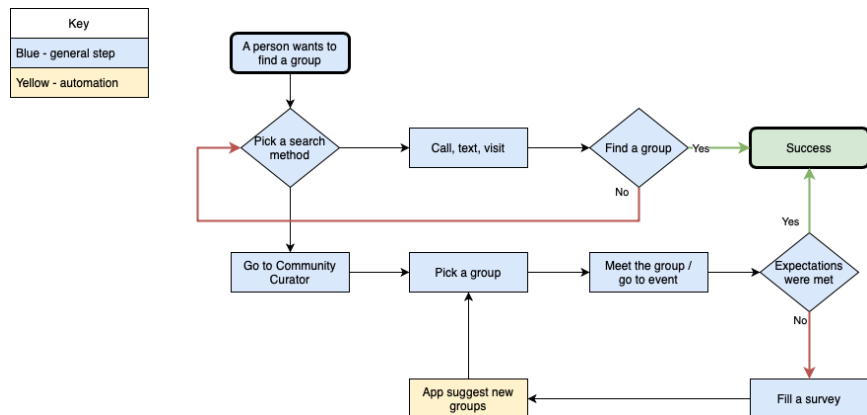 Key
Blue - general step
Yellow - automation
A person wants to
find a group
Pick a search
method
Call, text, visit
Find a group
Yes
Success
No
Go to Community
Curator
Pick a group
Meet the group /
go to event
Expectations
were met
Yes
No
App suggest new
groups
Fill a survey